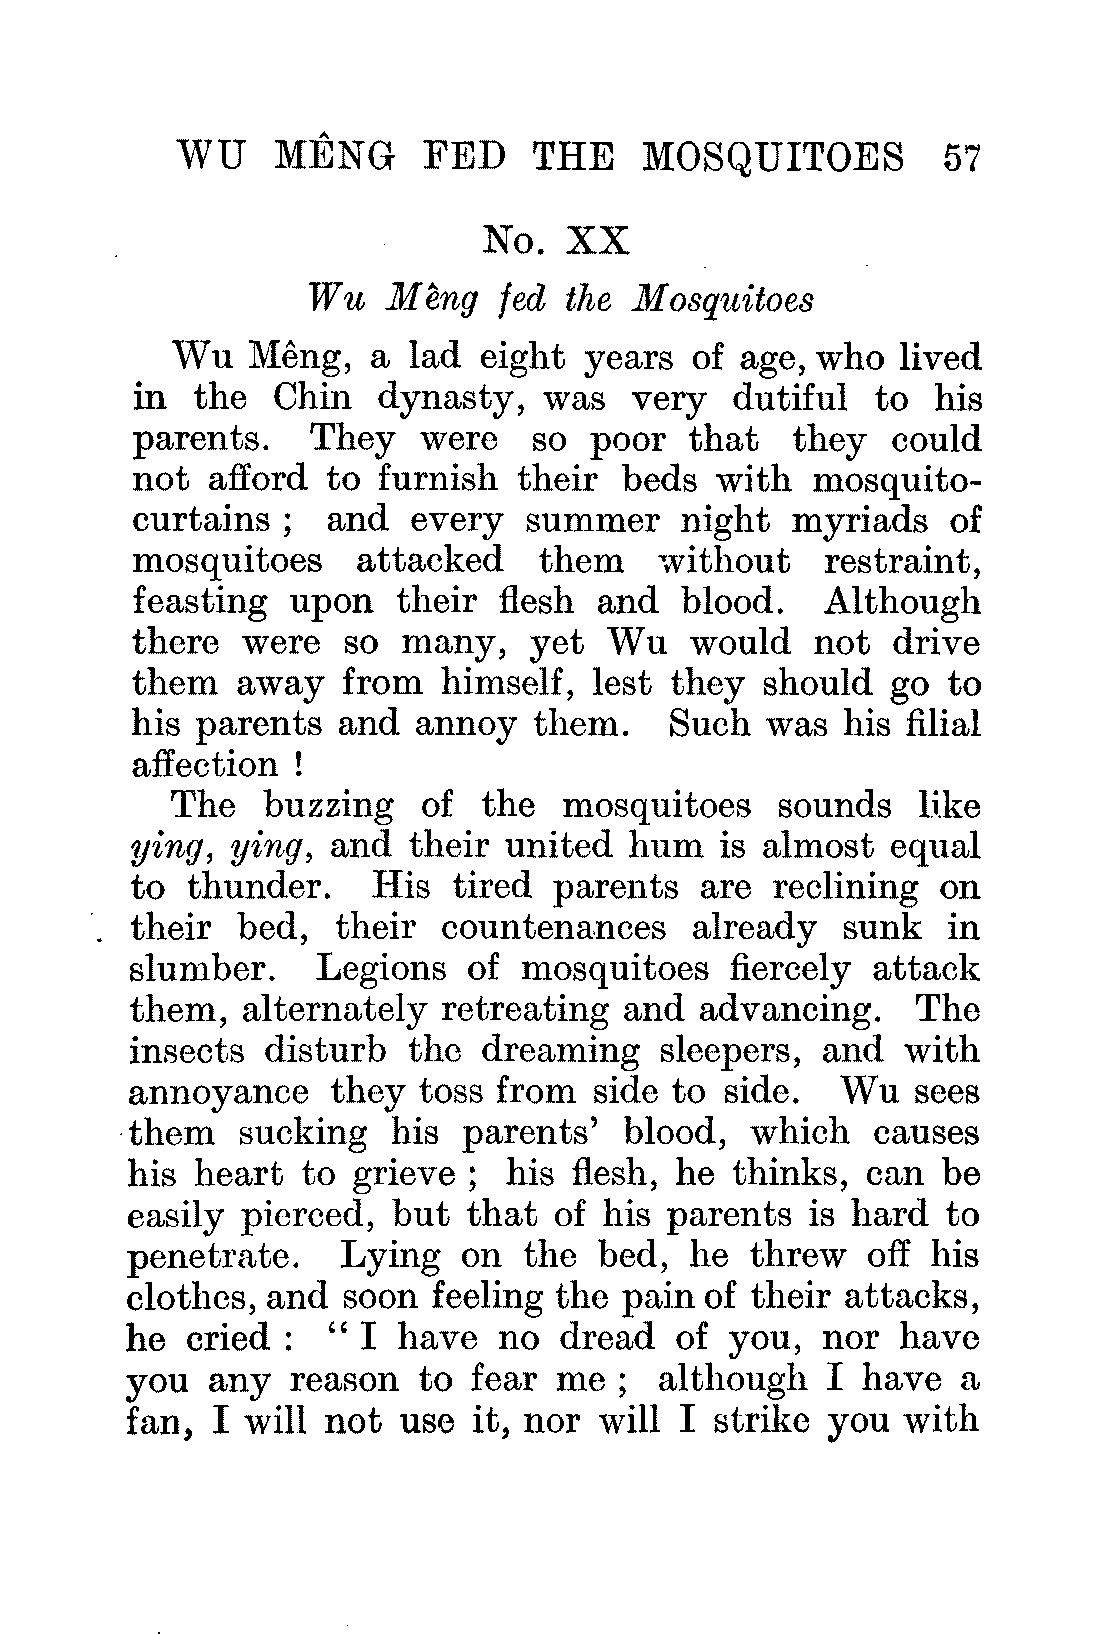 WU MÊNG FED THE MOSQUITOES 57
No. XX
Wu Mêng fed the Mosquitoes
Wu Mêng, a lad eight years of age, who lived
in the Chin dynasty, was very dutiful to his
parents. They were so poor that they could
not afford to furnish their beds with mosquito-
curtains ; and every summer night myriads of
mosquitoes attacked them without restraint,
feasting upon their flesh and blood. Although
there were so many, yet Wu would not drive
them away from himself, lest they should go to
his parents and annoy them. Such was his filial
affection !
The buzzing of the mosquitoes sounds like
ying, ying, and their united hum is almost equal
to thunder. His tired parents are reclining on
their bed, their countenances already sunk in
slumber. Legions of mosquitoes fiercely attack
them, alternately retreating and advancing. The
insects disturb the dreaming sleepers, and with
annoyance they toss from side to side. Wu sees
them sucking his parents' blood, which causes
his heart to grieve ; his flesh, he thinks, can be
easily pierced, but that of his parents is hard to
penetrate. Lying on the bed, he threw off his
clothes, and soon feeling the pain of their attacks,
he cried : “ I have no dread of you, nor have
you any reason to fear me ; although I have a
fan, I will not use it, nor will I strike you with